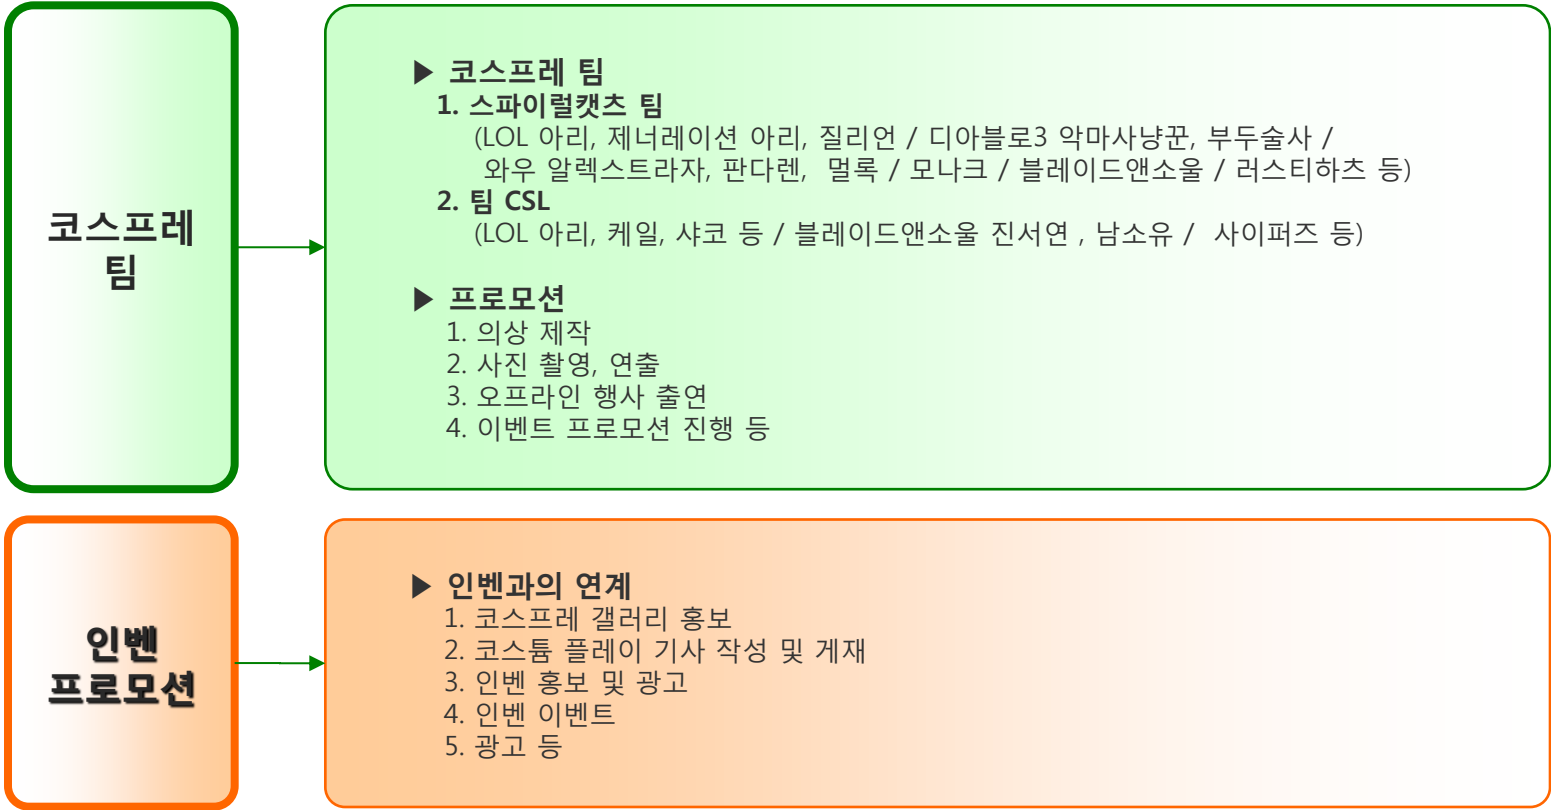 코스프레
팀
▶ 코스프레 팀
1. 스파이럴캣츠 팀
(LOL 아리, 제너레이션 아리, 질리언 / 디아블로3 악마사냥꾼, 부두술사 /
와우 알렉스트라자, 판다렌, 멀록 / 모나크 / 블레이드앤소울 / 러스티하츠 등)
2. 팀 CSL
(LOL 아리, 케일, 샤코 등 / 블레이드앤소울 진서연 , 남소유 / 사이퍼즈 등)
▶ 프로모션
1. 의상 제작
2. 사진 촬영, 연출
3. 오프라인 행사 출연
4. 이벤트 프로모션 진행 등
인벤
프로모션
▶ 인벤과의 연계
1. 코스프레 갤러리 홍보
2. 코스튬 플레이 기사 작성 및 게재
3. 인벤 홍보 및 광고
4. 인벤 이벤트
5. 광고 등